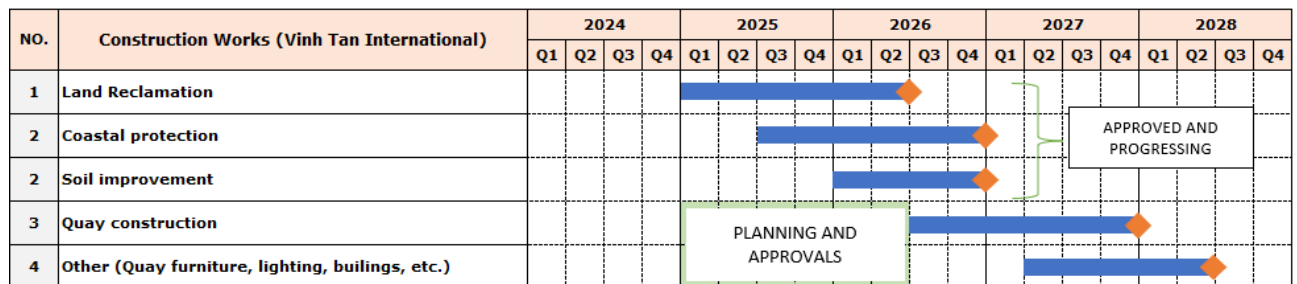 NO. Construction Works (Vinh Tan International) 2024 2025 2026 2027 2028
Q1 Q2 Q3 Q4 Q1 Q2 Q3 Q4 Q1 Q2 Q3 Q4 Q1 Q2 Q3 Q4 Q1 Q2 Q3 Q4
1 Land Reclamation
2 Coastal protection
2 Soil improvement
APPROVED AND
PROGRESSING
3 Quay construction
4 Other (Quay furniture, lighting, builings, etc.)
PLANNING AND
APPROVALS